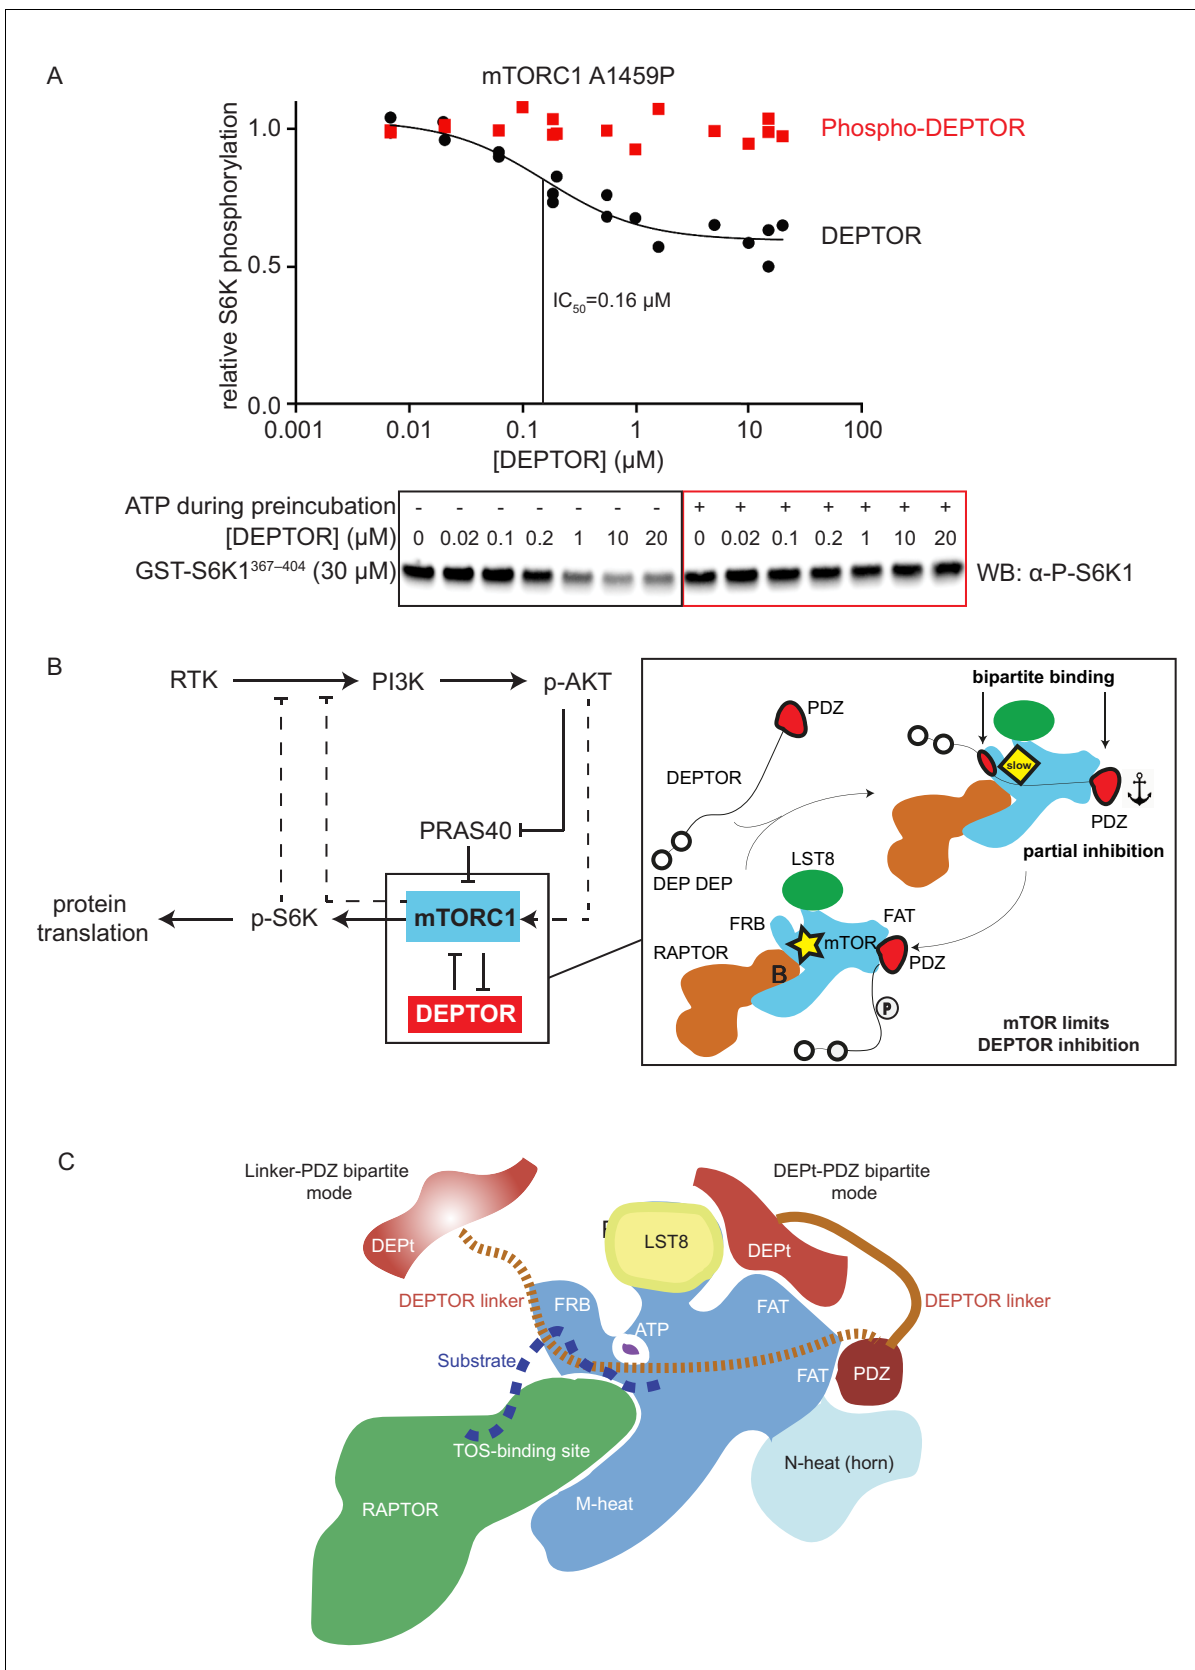 A
mTORC1 A1459P
relative S6K phosphorylation
1.0
0.5
0.0
Phospho-DEPTOR
DEPTOR
IC50=0.16 µM
0.001 0.01 0.1 1 10 100
[DEPTOR] (µM)
ATP during preincubation - - - - - - - + + + + + + +
[DEPTOR] (µM) 0 0.02 0.1 0.2 1 10 20 0 0.02 0.1 0.2 1 10 20
GST-S6K1367–404 (30 µM)
WB: α-P-S6K1
B
RTK PI3K p-AKT
PRAS40
protein
translation
p-S6K
mTORC1
DEPTOR
bipartite binding
PDZ
DEPTOR
slow
PDZ
partial inhibition
DEP DEP
LST8
FRB
FAT
mTOR
RAPTOR
B
PDZ
P
mTOR limits
DEPTOR inhibition
C
Linker-PDZ bipartite
mode
DEPt-PDZ bipartite
mode
DEPt
LST8
DEPt
DEPTOR linker
FRB
FAT
DEPTOR linker
ATP
Substrate
FAT
PDZ
TOS-binding site
N-heat (horn)
RAPTOR
M-heat